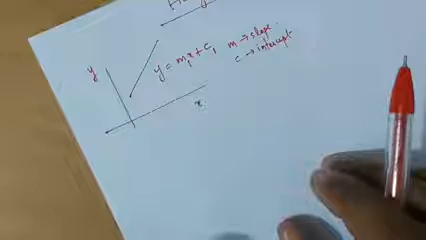 y
y = m₁x + c₁
m → slope
c → intercept
x